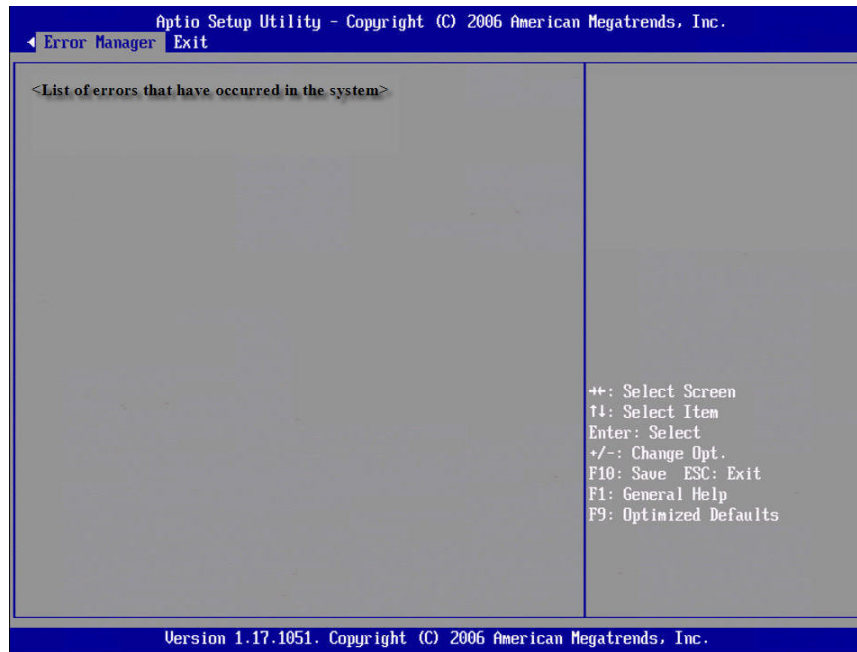 Aptio Setup Utility - Copyright (C) 2006 American Megatrends, Inc.
Error Manager Exit
<List of errors that have occurred in the system>
→←: Select Screen
↑↓: Select Item
Enter: Select
+/-: Change Opt.
F10: Save ESC: Exit
F1: General Help
F9: Optimized Defaults
Version 1.17.1051. Copyright (C) 2006 American Megatrends, Inc.